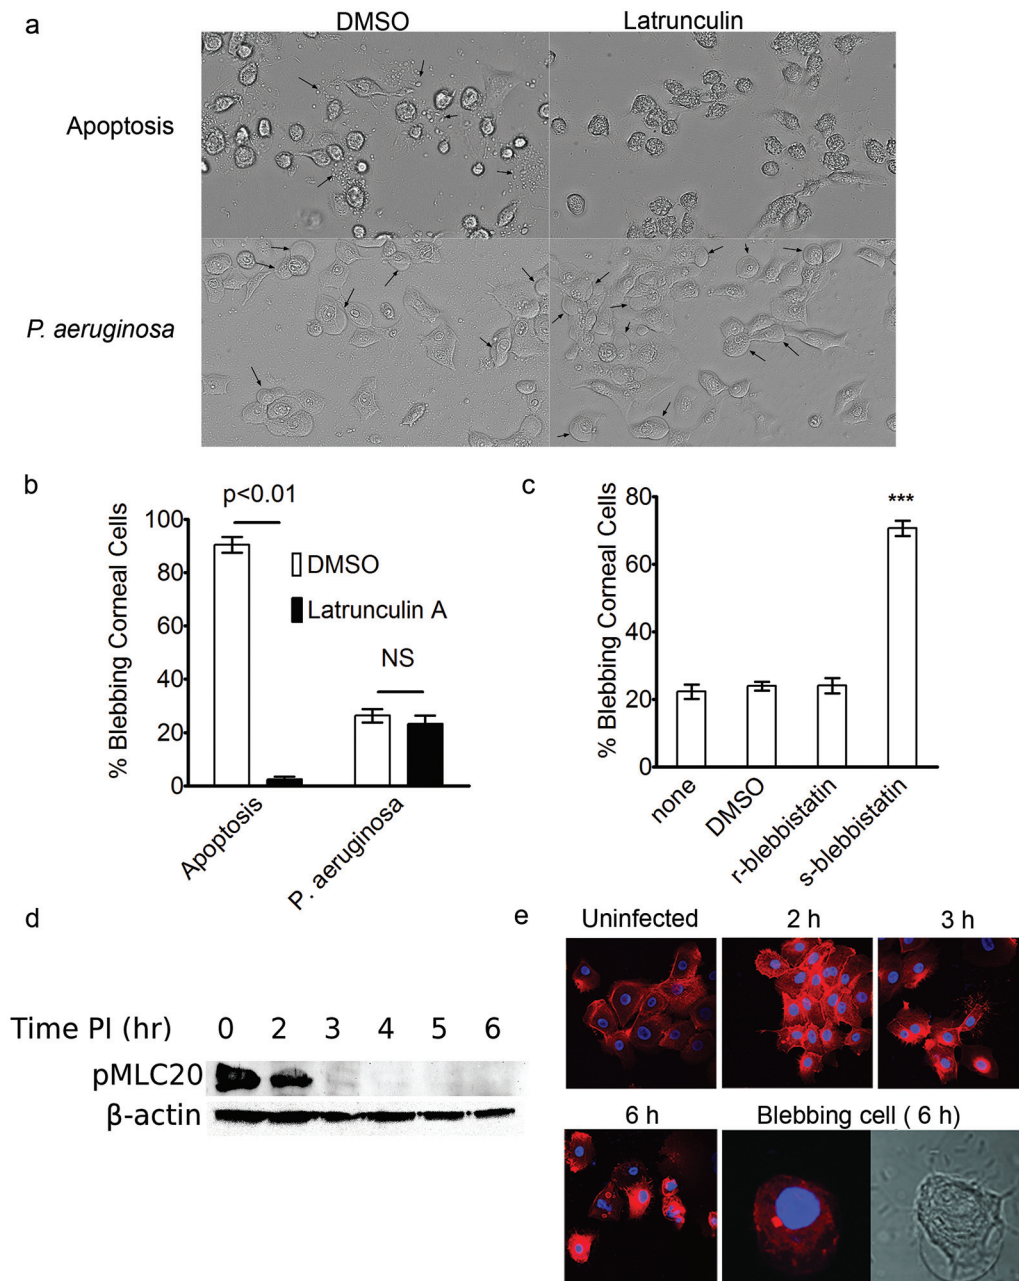 a
DMSO
Latrunculin
Apoptosis
P. aeruginosa
b
p<0.01
% Blebbing Corneal Cells
100
80
60
40
20
0
DMSO
Latrunculin A
NS
Apoptosis
P. aeruginosa
c
% Blebbing Corneal Cells
80
60
40
20
0
***
none
DMSO
r-blebbistatin
s-blebbistatin
d
Time PI (hr) 0 2 3 4 5 6
pMLC20
β-actin
e
Uninfected
2 h
3 h
6 h
Blebbing cell ( 6 h)